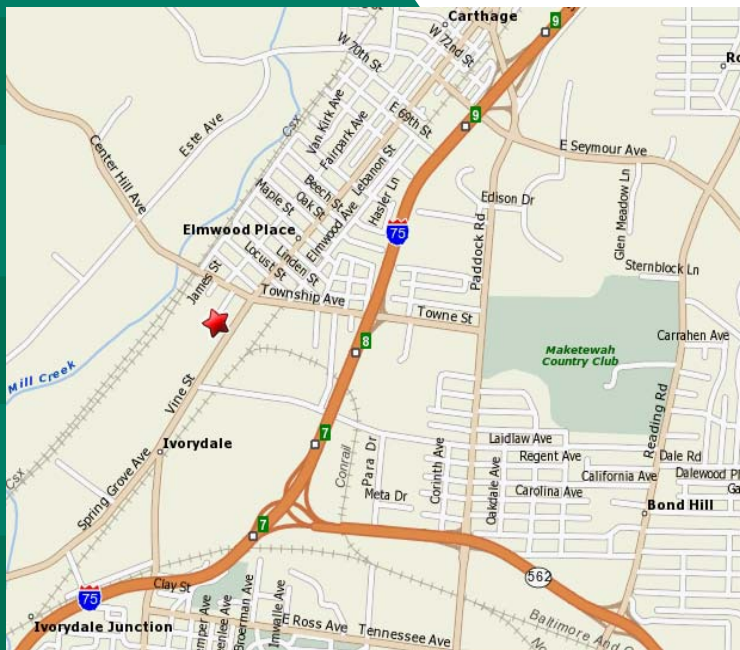 Carthage
9
W 70th St
W 72nd St
Csx
Van Kirk Ave
Fairpark Ave
E 69th St
9
Este Ave
Center Hill Ave
Lebanon St
E Seymour Ave
Maple St
Beech St
Oak St
Elmwood Ave
Hasler Ln
Edison Dr
Glen Meadow Ln
Elmwood Place
75
Paddock Rd
Locust St
Linden St
James St
Sternblock Ln
Township Ave
Towne St
8
Maketewah
Country Club
Carrahen Ave
Mill Creek
Vine St
Reading Rd
7
Ivorydale
Conrail
Para Dr
Corinth Ave
Laidlaw Ave
Regent Ave
Dale Rd
California Ave
Dalewood Pl
Oakdale Ave
Carolina Ave
Meta Dr
Csx
Spring Grove Ave
Bond Hill
7
562
Clay St
75
Ivorydale Junction
Broerman Ave
Imwalle Ave
E Ross Ave
Tennessee Ave
Baltimore And O